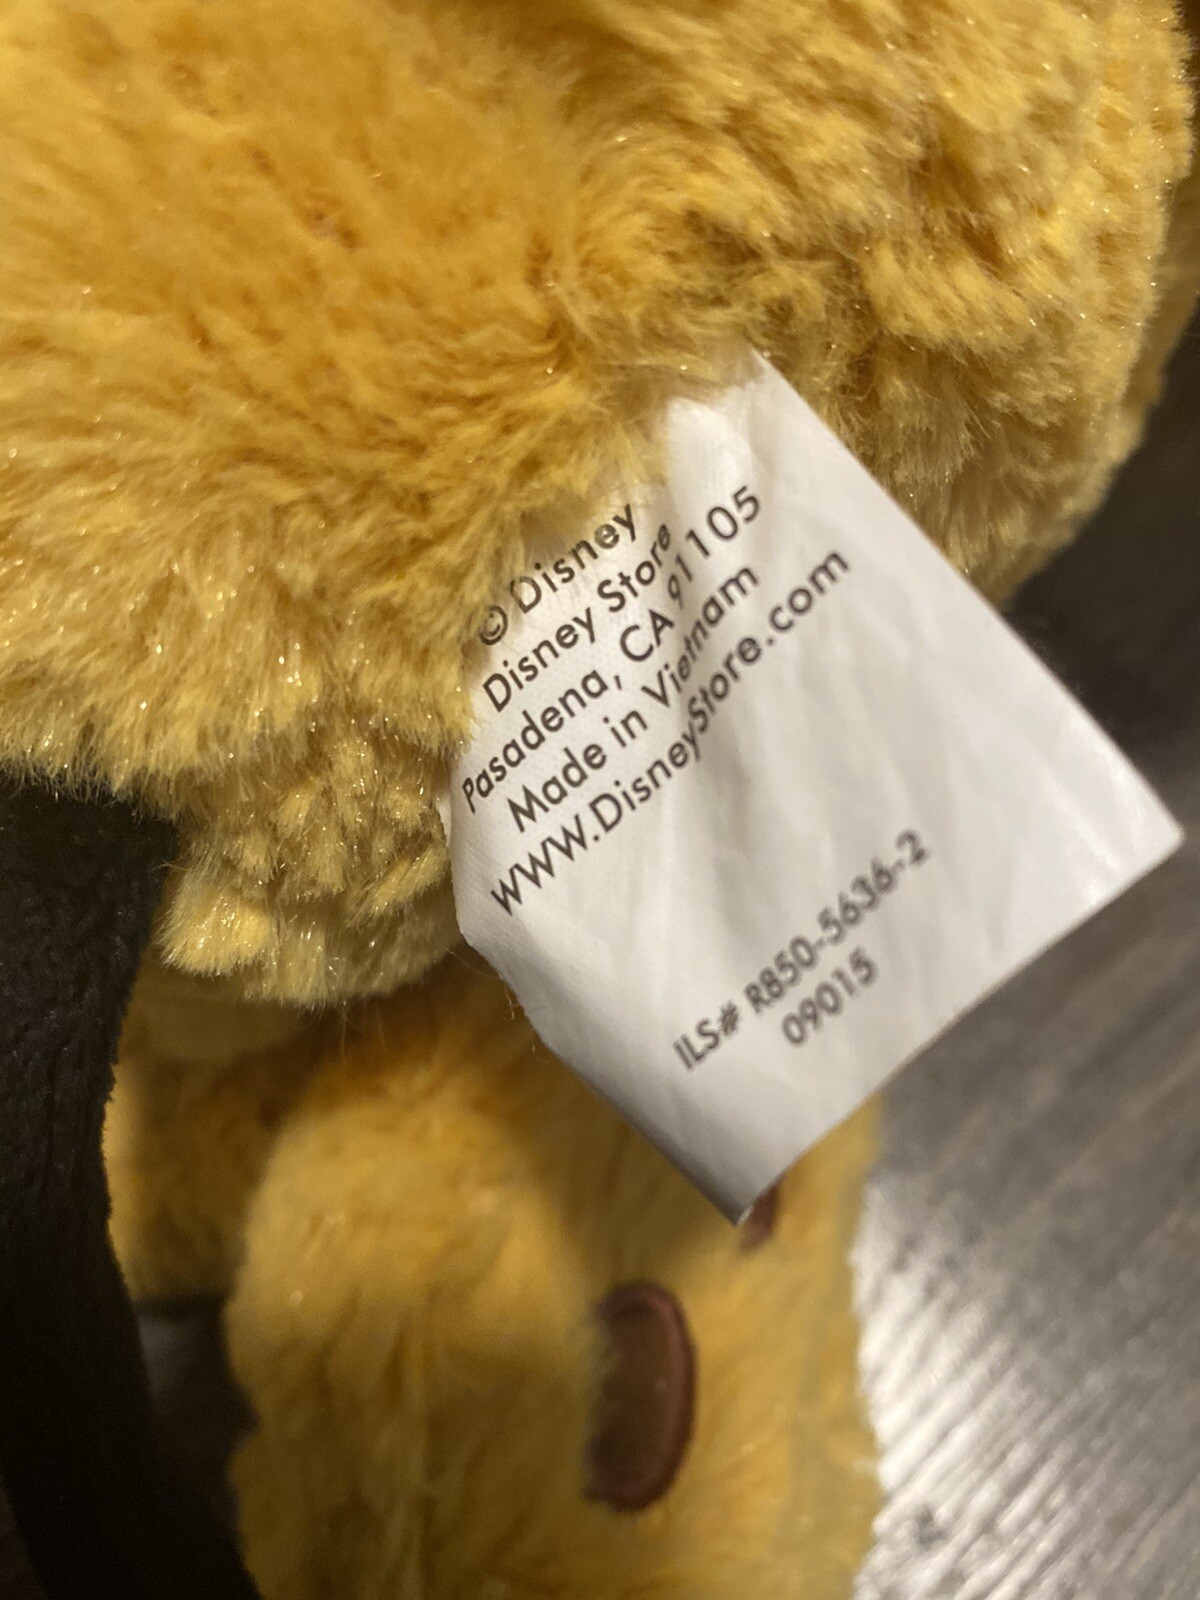 © Disney
Disney Store
Pasadena, CA 91105
Made in Vietnam
www.DisneyStore.com
ILS# R850-5636-2
09015